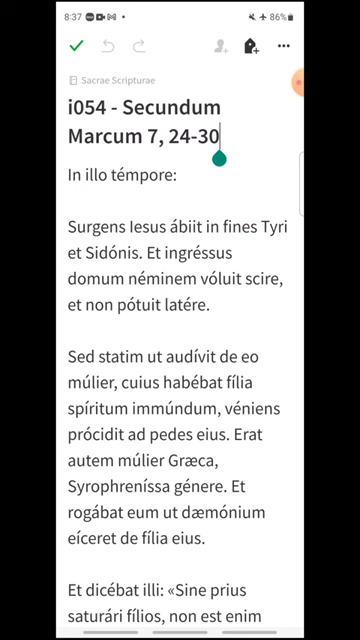 8:37
86%
Sacrae Scripturae
i054 - Secundum
Marcum 7, 24-30
In illo témpore:
Surgens Iesus ábiit in fines Tyri
et Sidónis. Et ingréssus
domum néminem vóluit scire,
et non pótuit latére.
Sed statim ut audívit de eo
múlier, cuius habébat fília
spíritum immúndum, véniens
prócidit ad pedes eius. Erat
autem múlier Græca,
Syrophreníssa génere. Et
rogábat eum ut dæmónium
eíceret de fília eius.
Et dicébat illi: «Sine prius
saturári fílios, non est enim